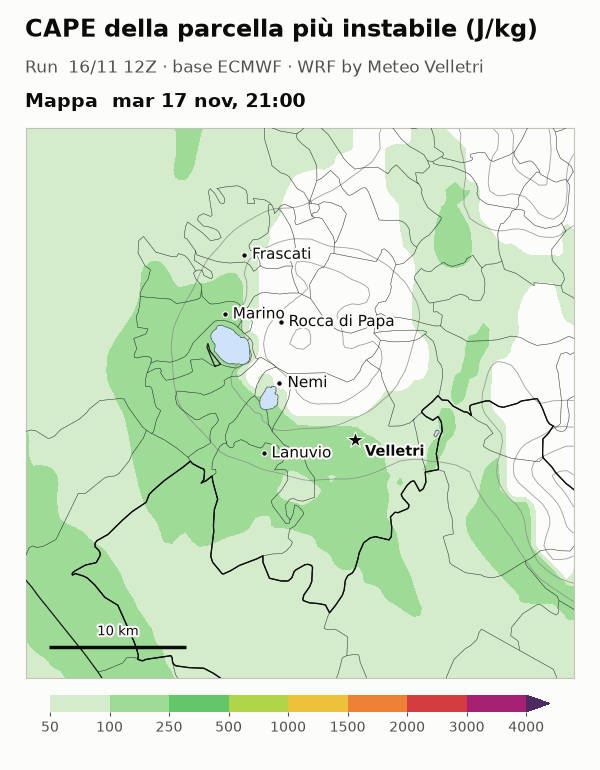 CAPE della parcella più instabile (J/kg)
Run  16/11 12Z · base ECMWF · WRF by Meteo Velletri
Mappa  mar 17 nov, 21:00
Frascati
Marino
Rocca di Papa
Nemi
Velletri
Lanuvio
10 km
50 100 250 500 1000 1500 2000 3000 4000